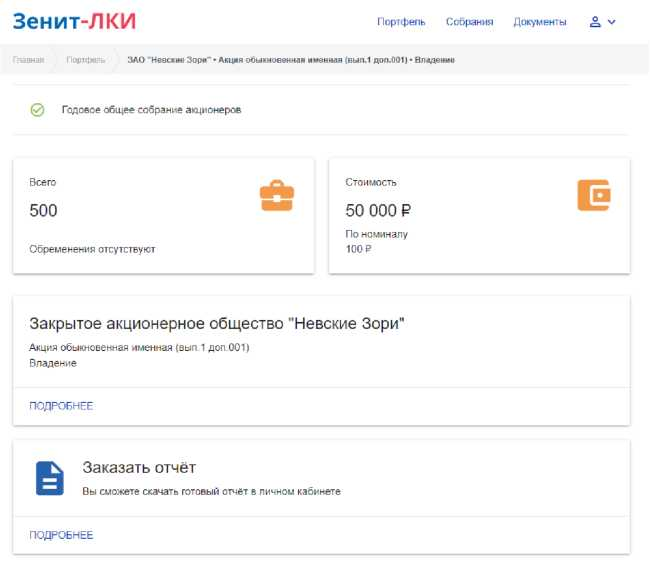 Зенит-ЛКИ
Портфель Собрания Документы
Главная Портфель ЗАО "Невские Зори" • Акция обыкновенная именная (вып.1 доп.001) • Владение
Годовое общее собрание акционеров
Всего
500
Обременения отсутствуют
Стоимость
50 000 ₽
По номиналу
100 ₽
Закрытое акционерное общество "Невские Зори"
Акция обыкновенная именная (вып.1 доп.001)
Владение
ПОДРОБНЕЕ
Заказать отчёт
Вы сможете скачать готовый отчёт в личном кабинете
ПОДРОБНЕЕ